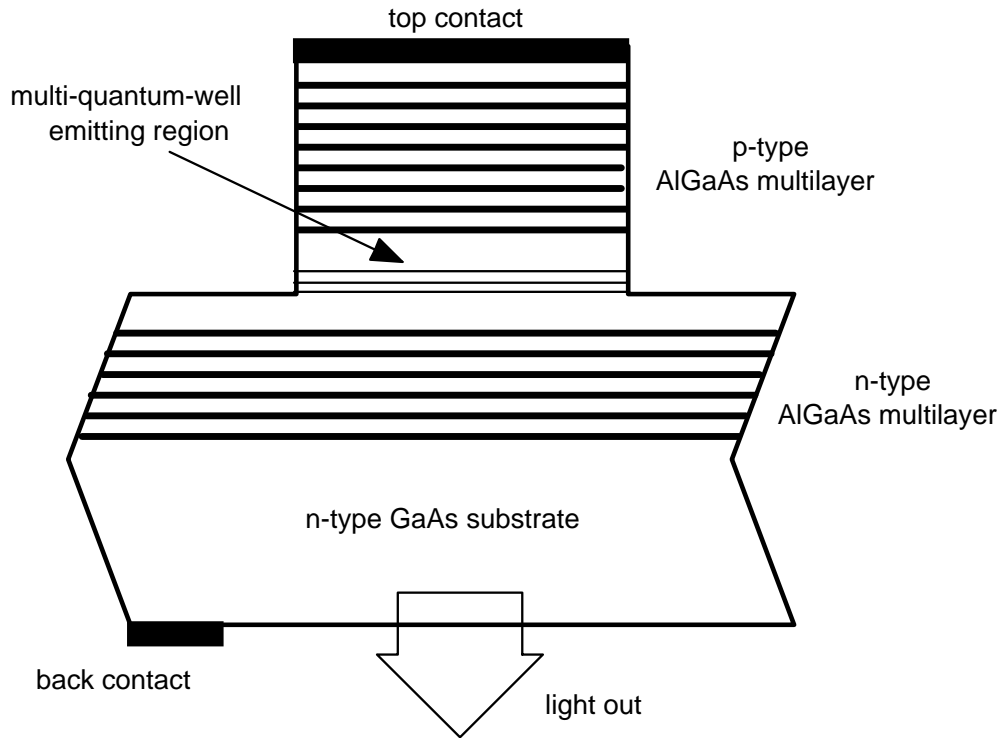 top contact
multi-quantum-well
emitting region
p-type
AlGaAs multilayer
n-type
AlGaAs multilayer
n-type GaAs substrate
back contact
light out